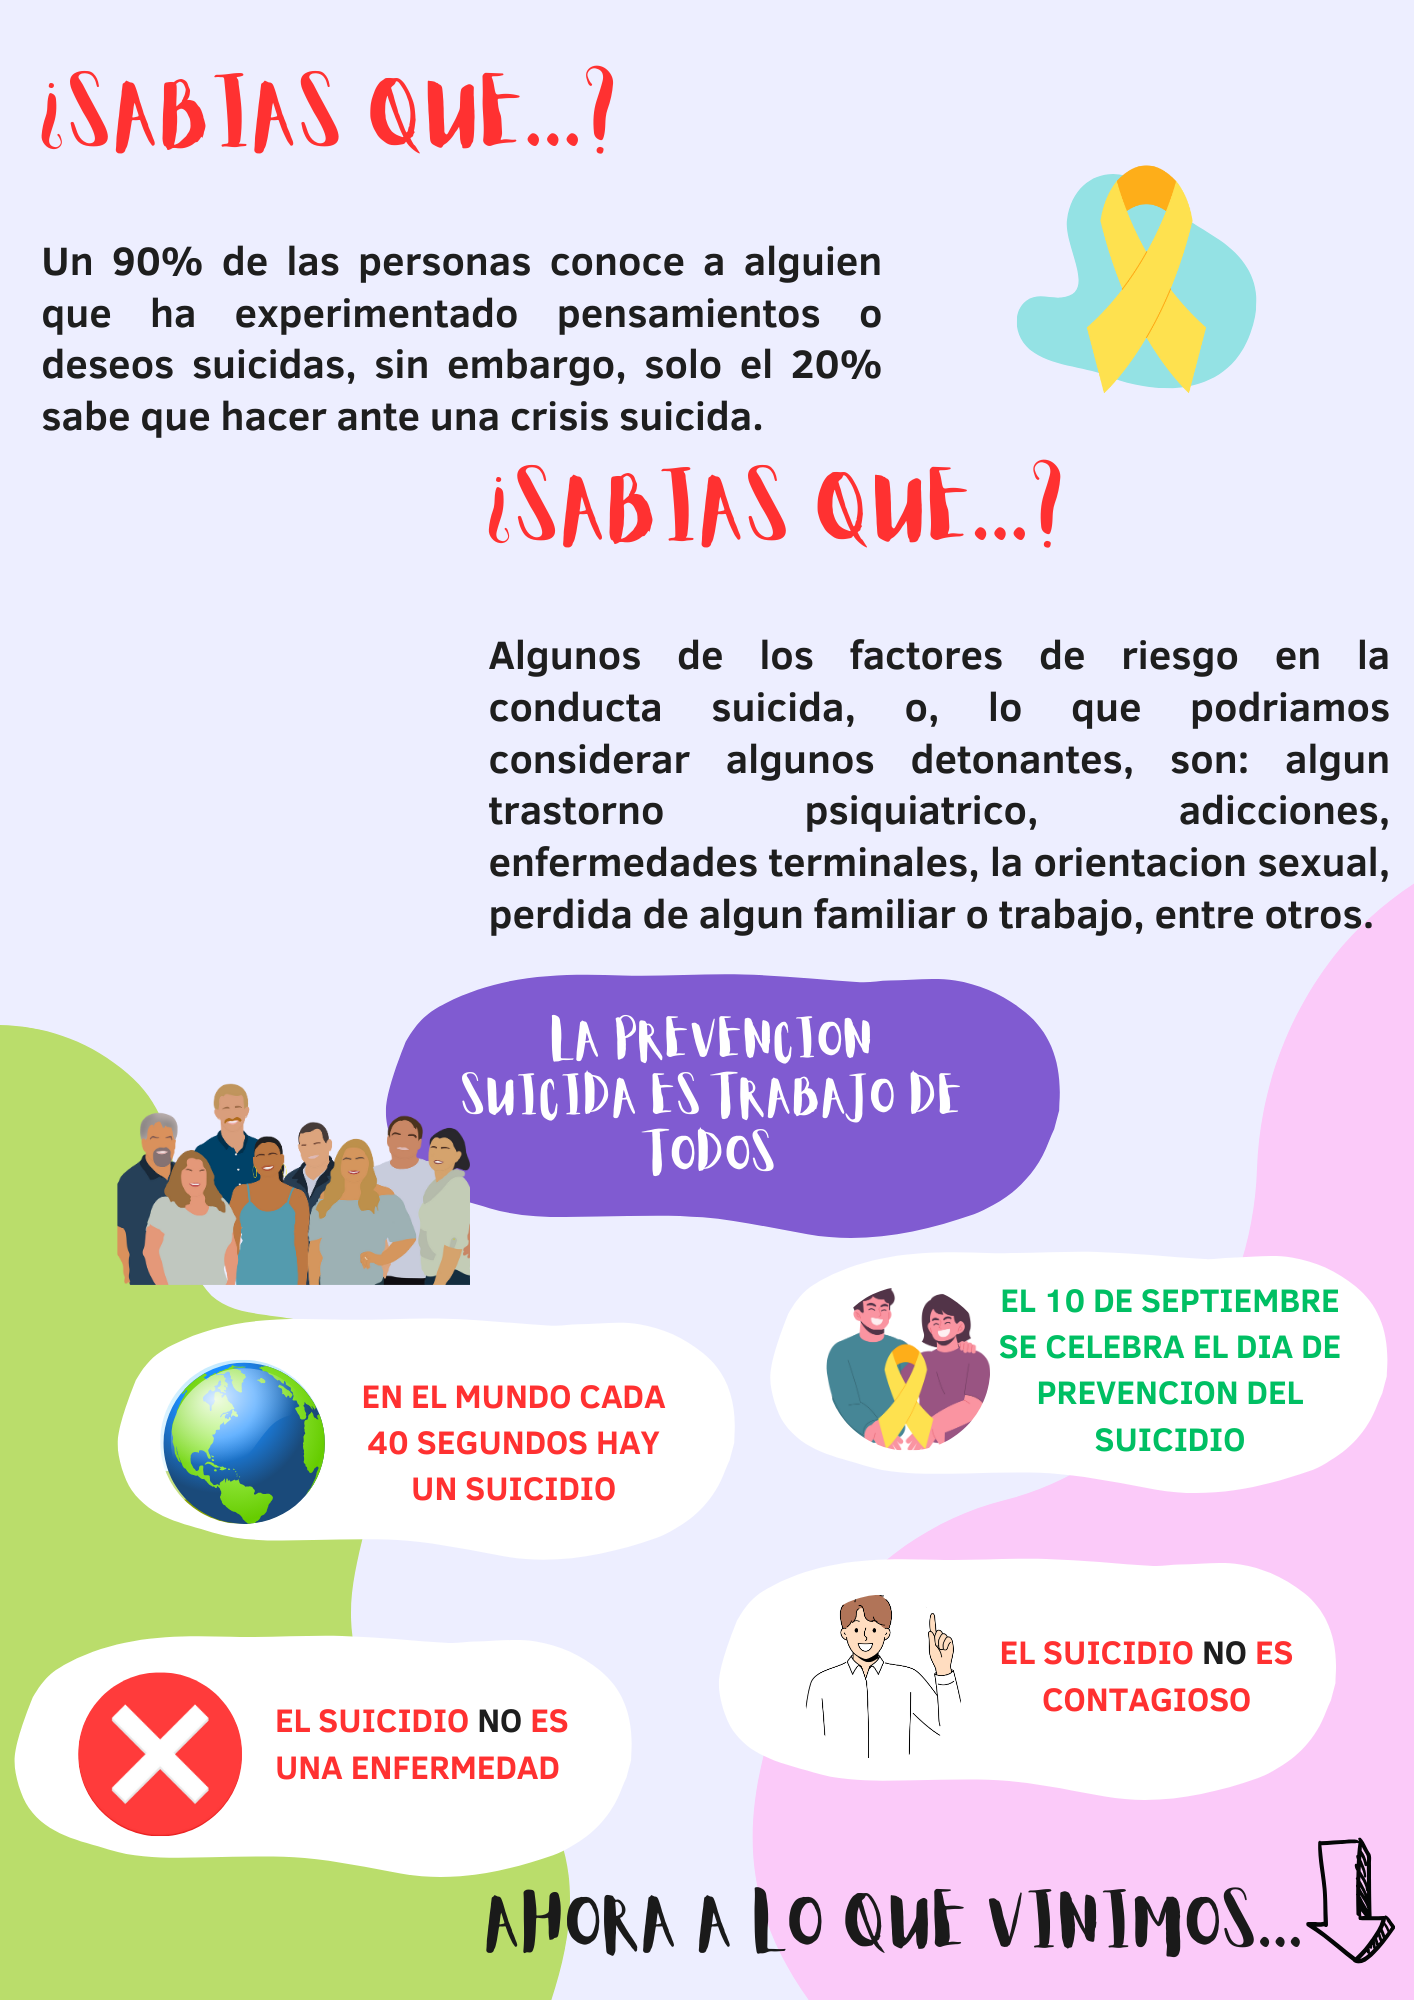 ¿SABIAS QUE...?
Un 90% de las personas conoce a alguien
que ha experimentado pensamientos o
deseos suicidas, sin embargo, solo el 20%
sabe que hacer ante una crisis suicida.
¿SABIAS QUE...?
Algunos de los factores de riesgo en la
conducta suicida, o, lo que podriamos
considerar algunos detonantes, son: algun
trastorno psiquiatrico, adicciones,
enfermedades terminales, la orientacion sexual,
perdida de algun familiar o trabajo, entre otros.
LA PREVENCION
SUICIDA ES TRABAJO DE
TODOS
EL 10 DE SEPTIEMBRE
SE CELEBRA EL DIA DE
PREVENCION DEL
SUICIDIO
EN EL MUNDO CADA
40 SEGUNDOS HAY
UN SUICIDIO
EL SUICIDIO NO ES
CONTAGIOSO
EL SUICIDIO NO ES
UNA ENFERMEDAD
AHORA A LO QUE VINIMOS...